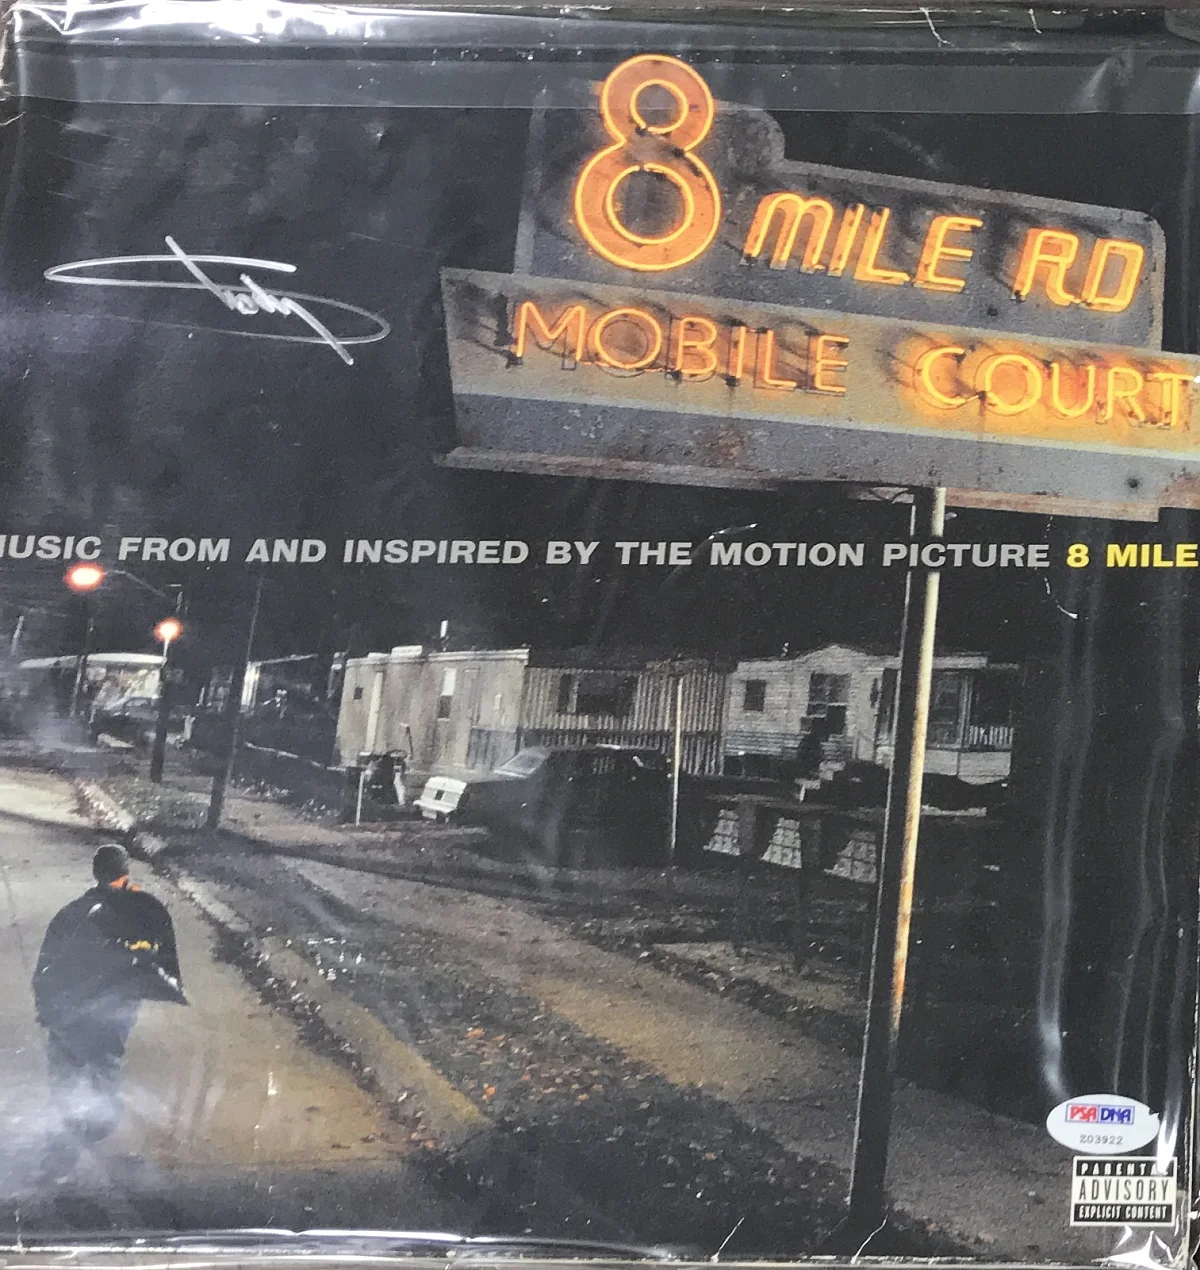 8 MILE RD
MOBILE COURT
MUSIC FROM AND INSPIRED BY THE MOTION PICTURE 8 MILE
PSA DNA
Z03922
PARENTAL
ADVISORY
EXPLICIT CONTENT